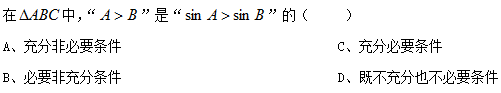 在ΔABC中,“ A > B ”是“sin A > sin B ”的(  )
A、充分非必要条件 C、充分必要条件
B、必要非充分条件 D、既不充分也不必要条件